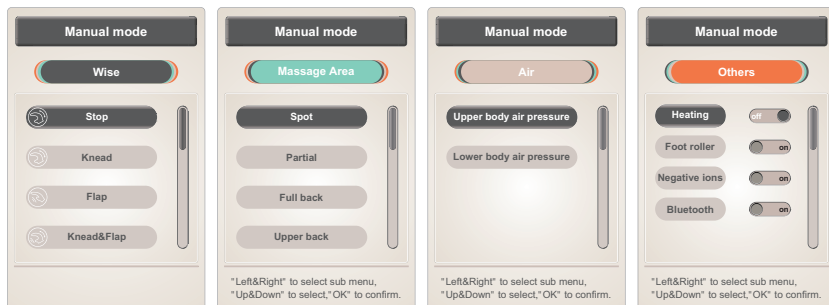 Manual mode
Wise
Stop
Knead
Flap
Knead&Flap
Manual mode
Massage Area
Spot
Partial
Full back
Upper back
"Left&Right" to select sub menu,
"Up&Down" to select,"OK" to confirm.
Manual mode
Air
Upper body air pressure
Lower body air pressure
"Left&Right" to select sub menu,
"Up&Down" to select,"OK" to confirm.
Manual mode
Others
Heating off
Foot roller on
Negative ions on
Bluetooth on
"Left&Right" to select sub menu,
"Up&Down" to select,"OK" to confirm.